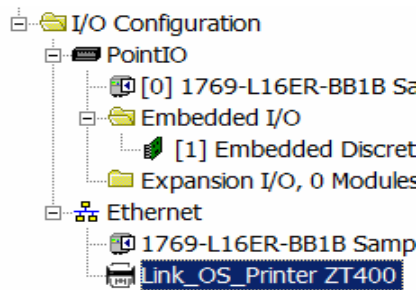 I/O Configuration
PointIO
[0] 1769-L16ER-BB1B Sa
Embedded I/O
[1] Embedded Discret
Expansion I/O, 0 Modules
Ethernet
1769-L16ER-BB1B Samp
Link_OS_Printer ZT400